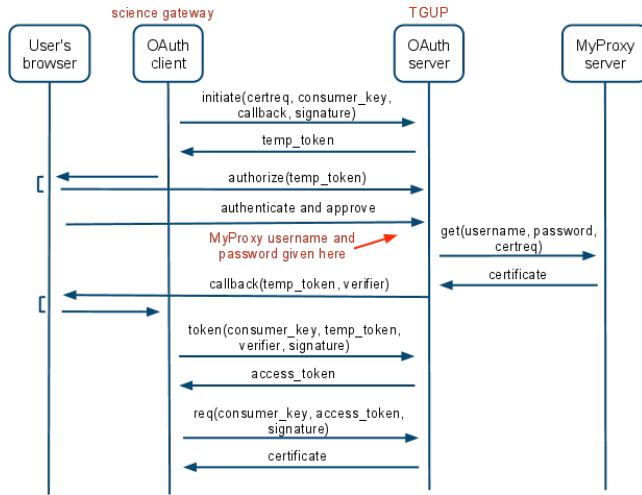 science gateway
TGUP
User's
browser
OAuth
client
OAuth
server
MyProxy
server
initiate(certreq, consumer_key,
callback, signature)
temp_token
authorize(temp_token)
authenticate and approve
MyProxy username and
password given here
get(username, password,
certreq)
certificate
callback(temp_token, verifier)
token(consumer_key, temp_token,
verifier, signature)
access_token
req(consumer_key, access_token,
signature)
certificate